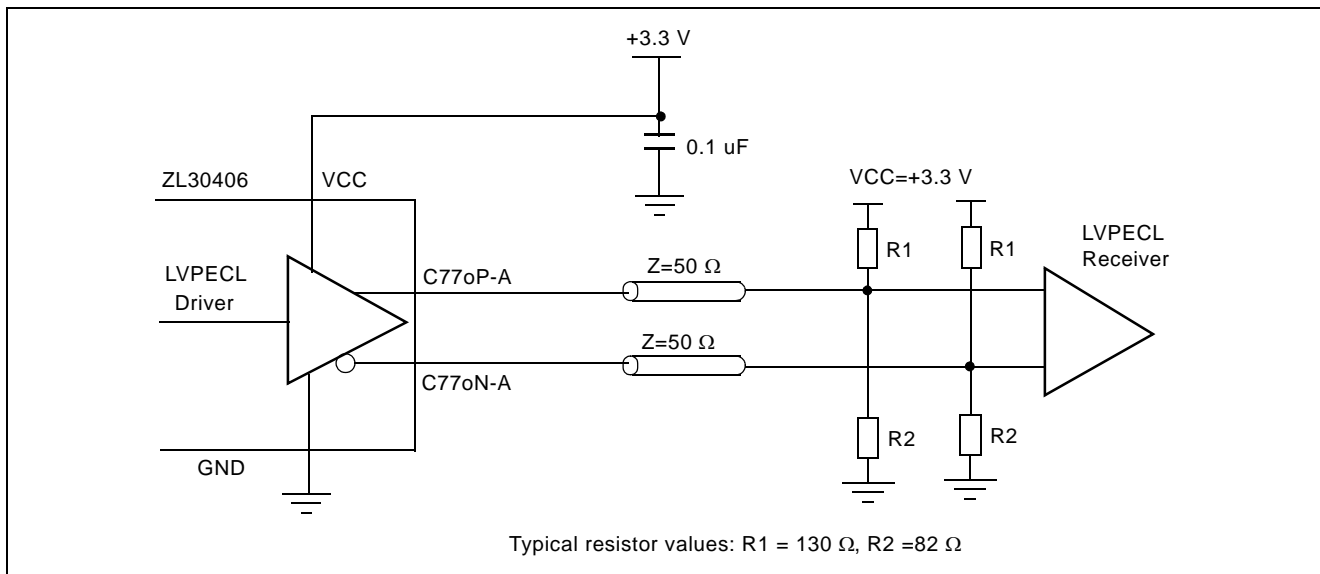 +3.3 V
0.1 uF
ZL30406
VCC
VCC=+3.3 V
R1
R1
LVPECL
Receiver
LVPECL
Driver
C77oP-A
Z=50 Ω
Z=50 Ω
C77oN-A
R2
R2
GND
Typical resistor values: R1 = 130 Ω, R2 =82 Ω